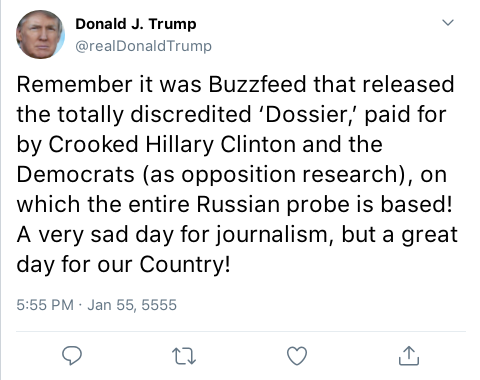 Donald J. Trump
@realDonaldTrump
Remember it was Buzzfeed that released
the totally discredited ‘Dossier,’ paid for
by Crooked Hillary Clinton and the
Democrats (as opposition research), on
which the entire Russian probe is based!
A very sad day for journalism, but a great
day for our Country!
5:55 PM · Jan 55, 5555